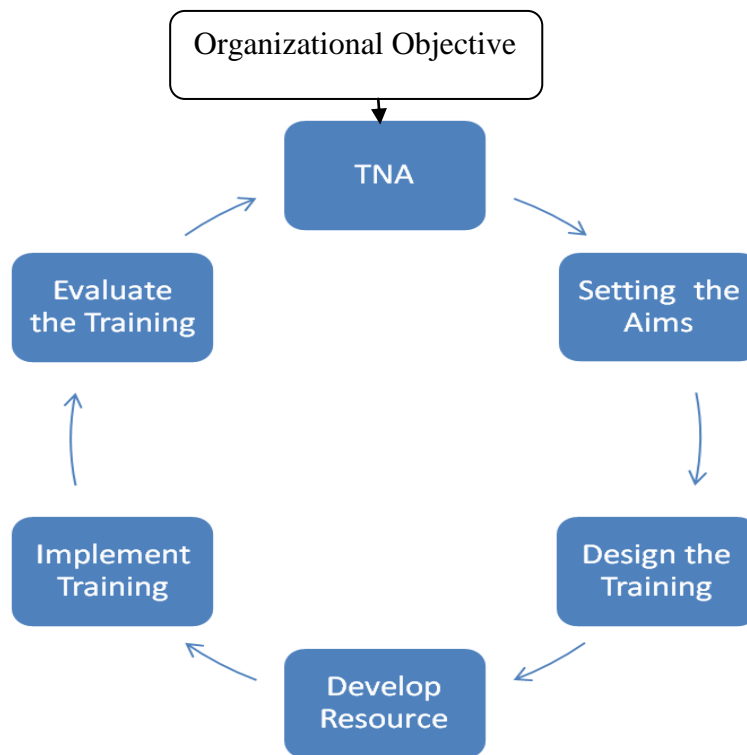 Organizational Objective
TNA
Setting the
Aims
Design the
Training
Develop
Resource
Implement
Training
Evaluate
the Training